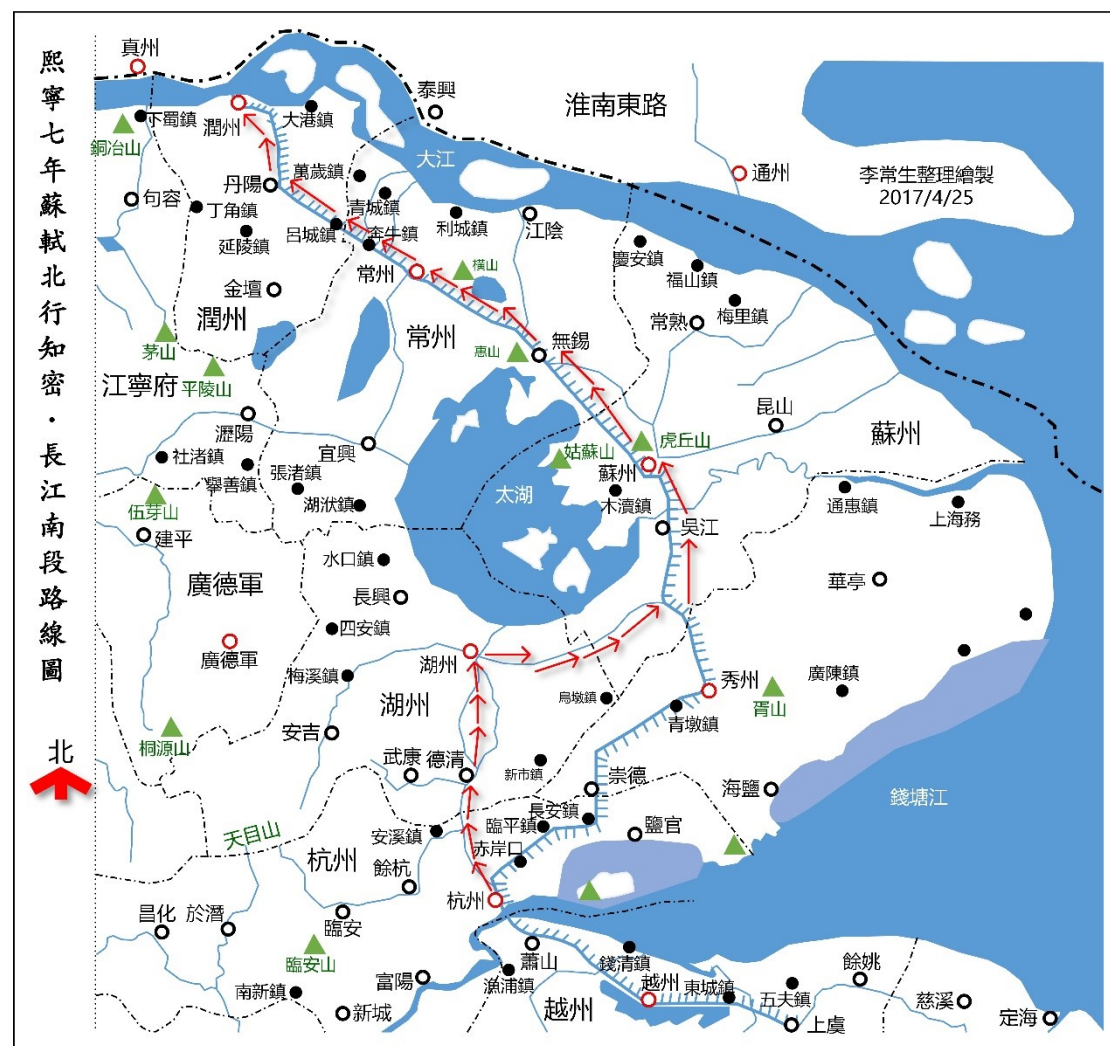 熙寧七年蘇軾北行知密·長江南段路線圖
北
真州
泰興
淮南東路
李常生整理繪製
2017/4/25
下蜀鎮
潤州
大港鎮
大江
通州
銅冶山
句容
丹陽
萬歲鎮
青城鎮
丁角鎮
延陵鎮
呂城鎮
奔牛鎮
利城鎮
江陰
慶安鎮
福山鎮
梅里鎮
金壇
常州
橫山
常熟
潤州
常州
無錫
惠山
茅山
江寧府
平陵山
昆山
蘇州
溧陽
宜興
姑蘇山
虎丘山
蘇州
社渚鎮
舉善鎮
張渚鎮
湖㳇鎮
太湖
木瀆鎮
吳江
通惠鎮
上海務
伍芽山
建平
水口鎮
長興
華亭
廣德軍
四安鎮
廣德軍
湖州
梅溪鎮
湖州
烏墩鎮
秀州
青墩鎮
胥山
廣陳鎮
桐源山
安吉
武康
德清
新市鎮
崇德
海鹽
錢塘江
天目山
安溪鎮
臨平鎮
長安鎮
鹽官
杭州
赤岸口
餘杭
杭州
昌化
於潛
臨安
臨安山
富陽
蕭山
漁浦鎮
錢清鎮
越州
越州
東城鎮
五夫鎮
餘姚
慈溪
定海
南新鎮
新城
上虞